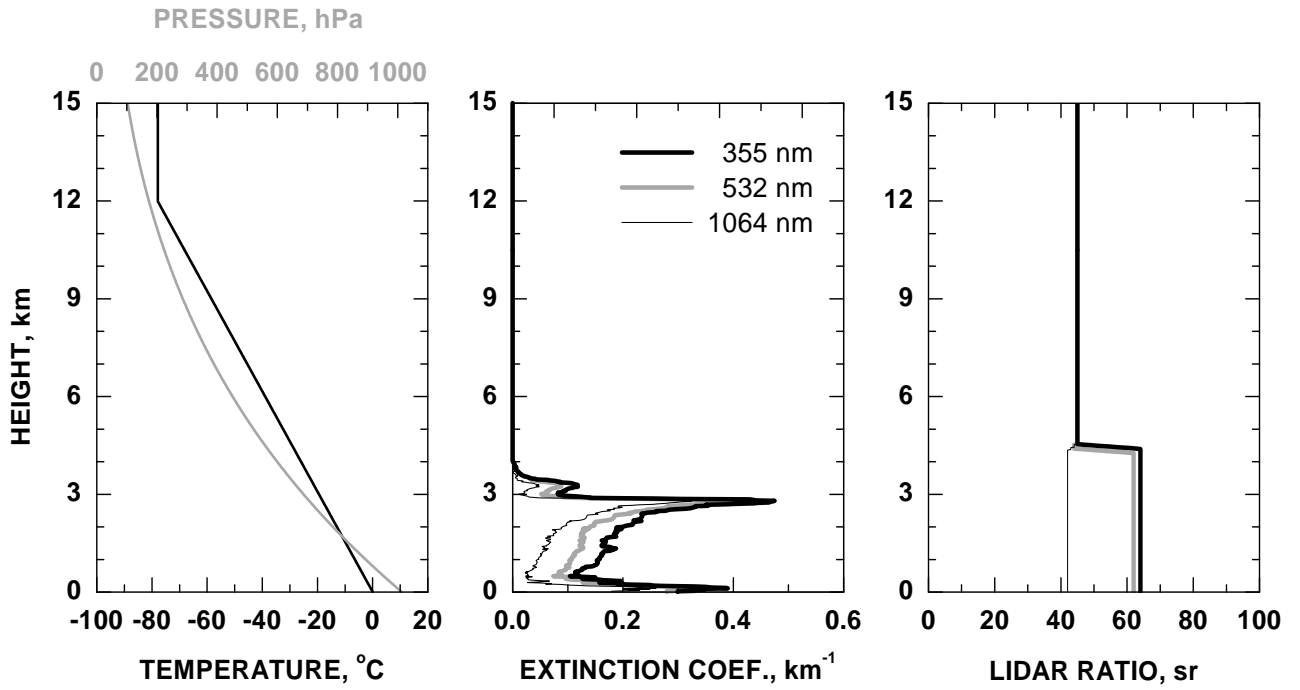 PRESSURE, hPa
0 200 400 600 800 1000
15
12
9
6
3
0
HEIGHT, km
-100 -80 -60 -40 -20 0 20
TEMPERATURE, °C
15
12
9
6
3
0
355 nm
532 nm
1064 nm
0.0 0.2 0.4 0.6
EXTINCTION COEF., km-1
15
12
9
6
3
0
0 20 40 60 80 100
LIDAR RATIO, sr